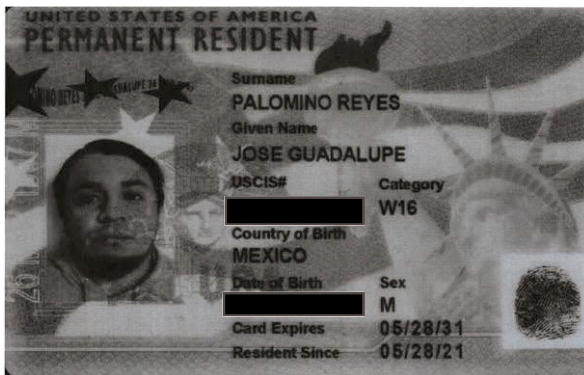 UNITED STATES OF AMERICA
PERMANENT RESIDENT
Surname
PALOMINO REYES
Given Name
JOSE GUADALUPE
USCIS# Category
W16
Country of Birth
MEXICO
Date of Birth Sex
M
Card Expires 05/28/31
Resident Since 05/28/21